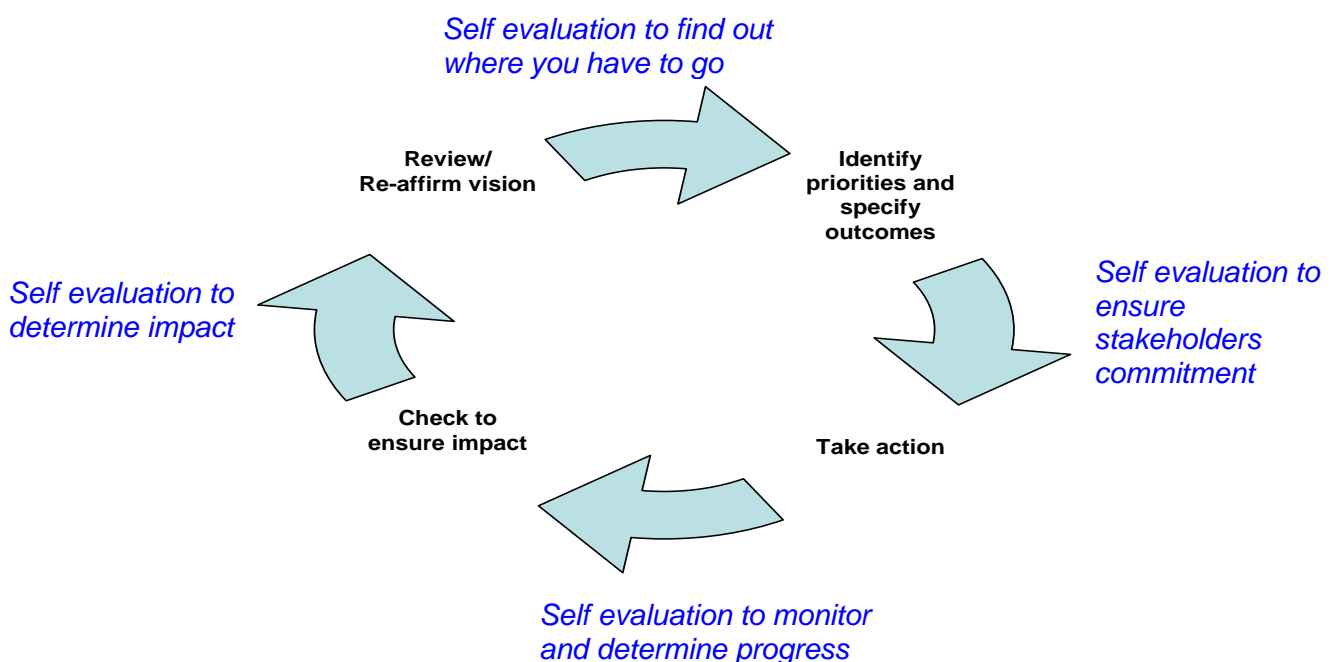 Self evaluation to find out
where you have to go
Review/
Re-affirm vision
Identify
priorities and
specify
outcomes
Self evaluation to
ensure
stakeholders
commitment
Take action
Self evaluation to monitor
and determine progress
Check to
ensure impact
Self evaluation to
determine impact